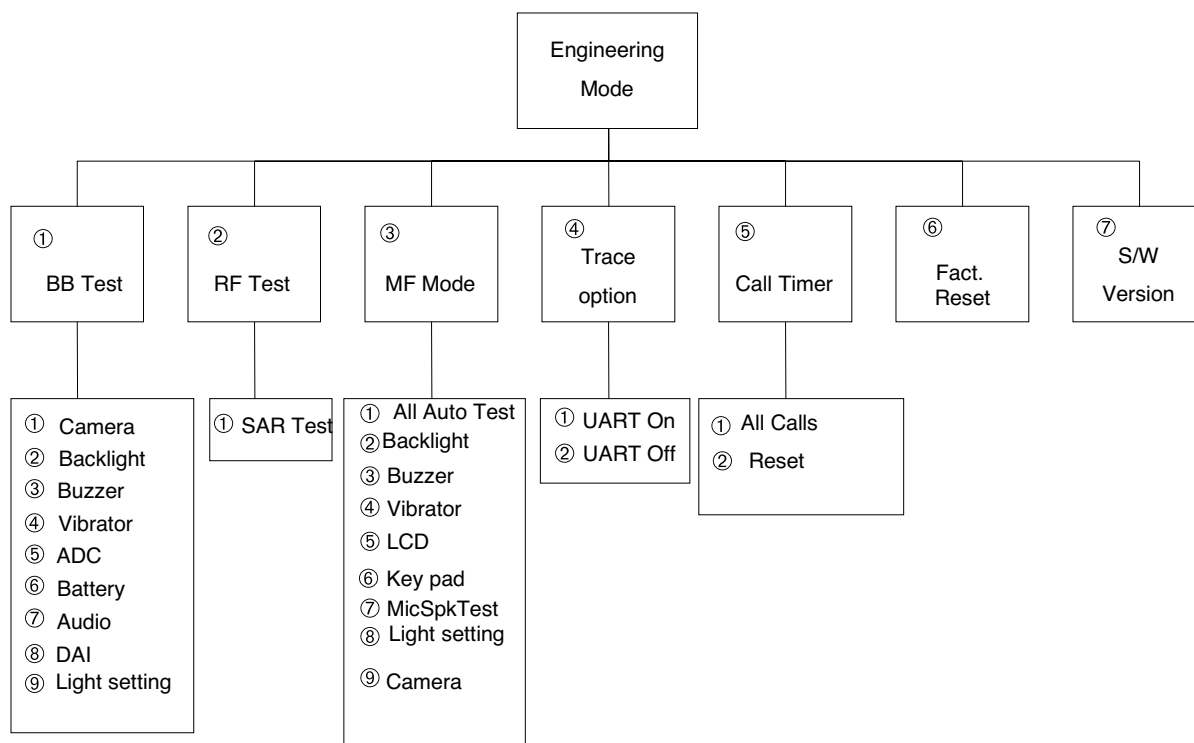 Engineering
Mode
①
BB Test
②
RF Test
③
MF Mode
④
Trace
option
⑤
Call Timer
⑥
Fact.
Reset
⑦
S/W
Version
① Camera
② Backlight
③ Buzzer
④ Vibrator
⑤ ADC
⑥ Battery
⑦ Audio
⑧ DAI
⑨ Light setting
① SAR Test
① All Auto Test
② Backlight
③ Buzzer
④ Vibrator
⑤ LCD
⑥ Key pad
⑦ MicSpkTest
⑧ Light setting
⑨ Camera
① UART On
② UART Off
① All Calls
② Reset